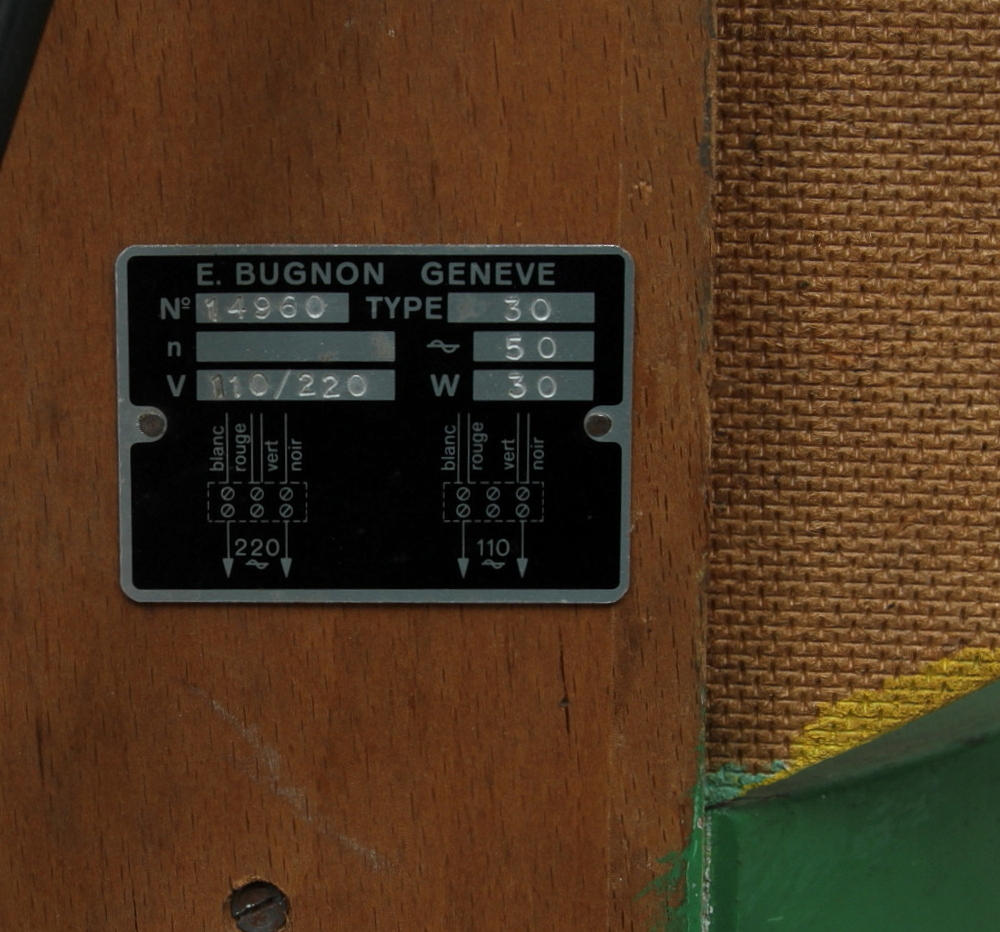 E. BUGNON GENEVE
Nº 14960 TYPE 30
n ~ 50
V 110/220 W 30
blanc rouge vert noir blanc rouge vert noir
220 110
~ ~